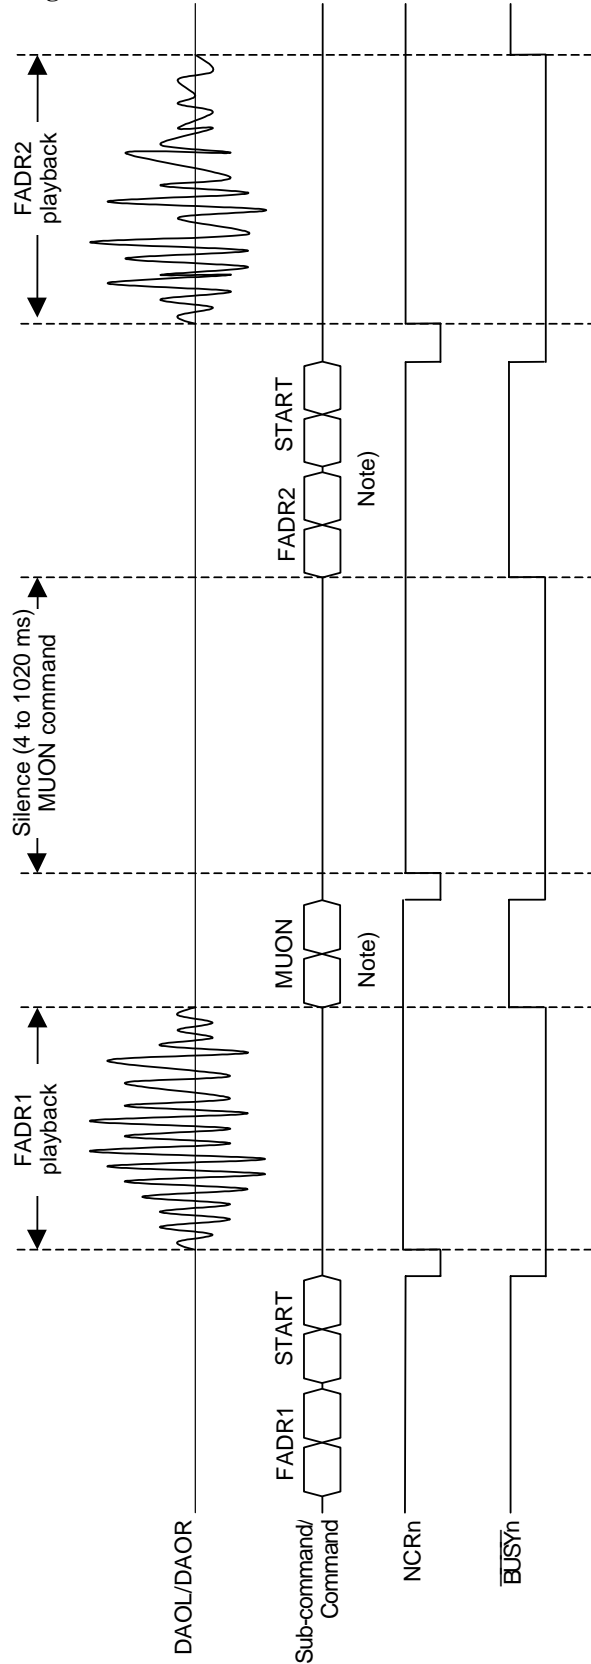 FADR1
playback
Silence (4 to 1020 ms)
MUON command
FADR2
playback
DAOL/DAOR
FADR1
START
MUON
Note)
FADR2
START
Note)
Sub-command/
Command
NCRn
BUSYn